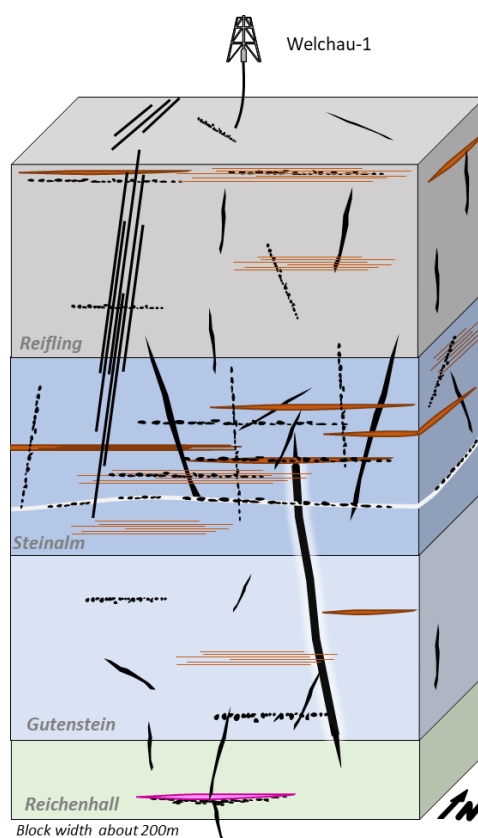 Welchau-1
Reifling
Steinalm
Gutenstein
Reichenhall
N
Block width about 200m